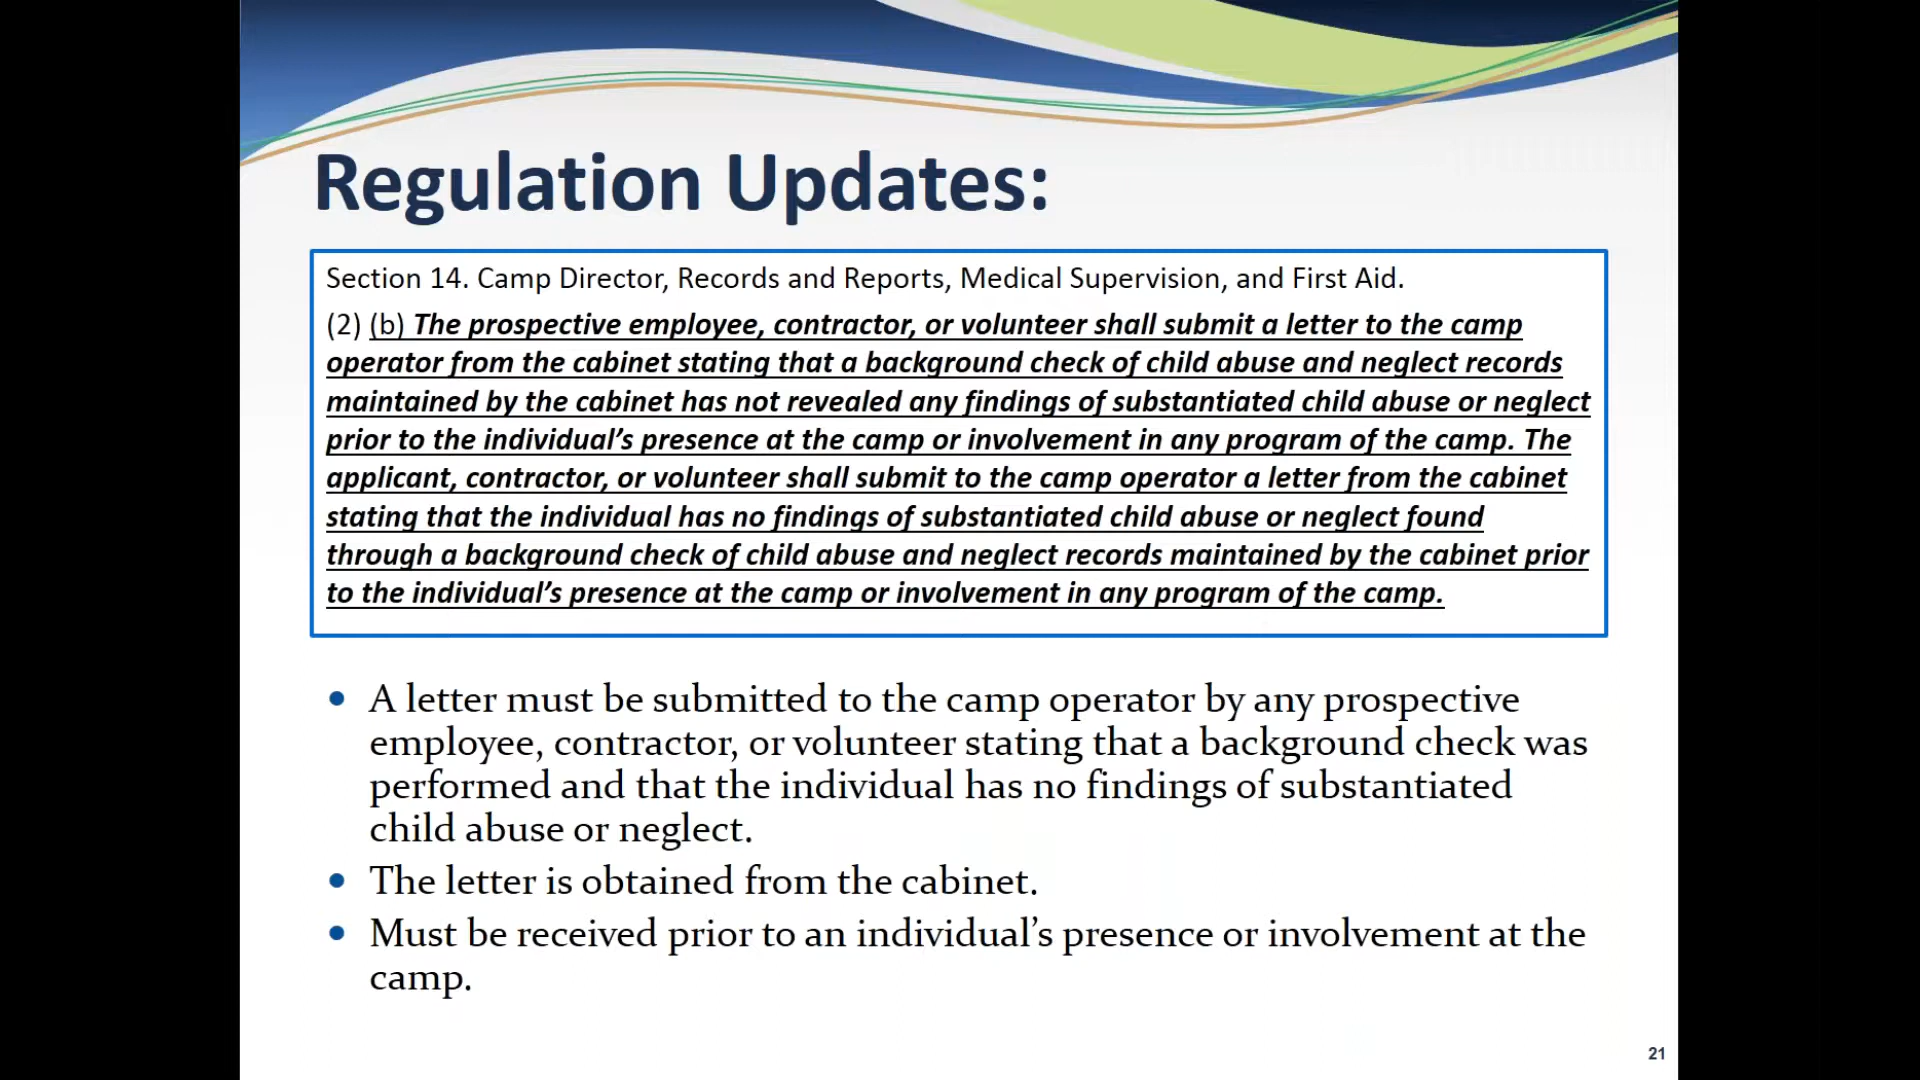 Regulation Updates:
Section 14. Camp Director, Records and Reports, Medical Supervision, and First Aid.
(2) (b) The prospective employee, contractor, or volunteer shall submit a letter to the camp
operator from the cabinet stating that a background check of child abuse and neglect records
maintained by the cabinet has not revealed any findings of substantiated child abuse or neglect
prior to the individual’s presence at the camp or involvement in any program of the camp. The
applicant, contractor, or volunteer shall submit to the camp operator a letter from the cabinet
stating that the individual has no findings of substantiated child abuse or neglect found
through a background check of child abuse and neglect records maintained by the cabinet prior
to the individual’s presence at the camp or involvement in any program of the camp.
• A letter must be submitted to the camp operator by any prospective
employee, contractor, or volunteer stating that a background check was
performed and that the individual has no findings of substantiated
child abuse or neglect.
• The letter is obtained from the cabinet.
• Must be received prior to an individual’s presence or involvement at the
camp.
21